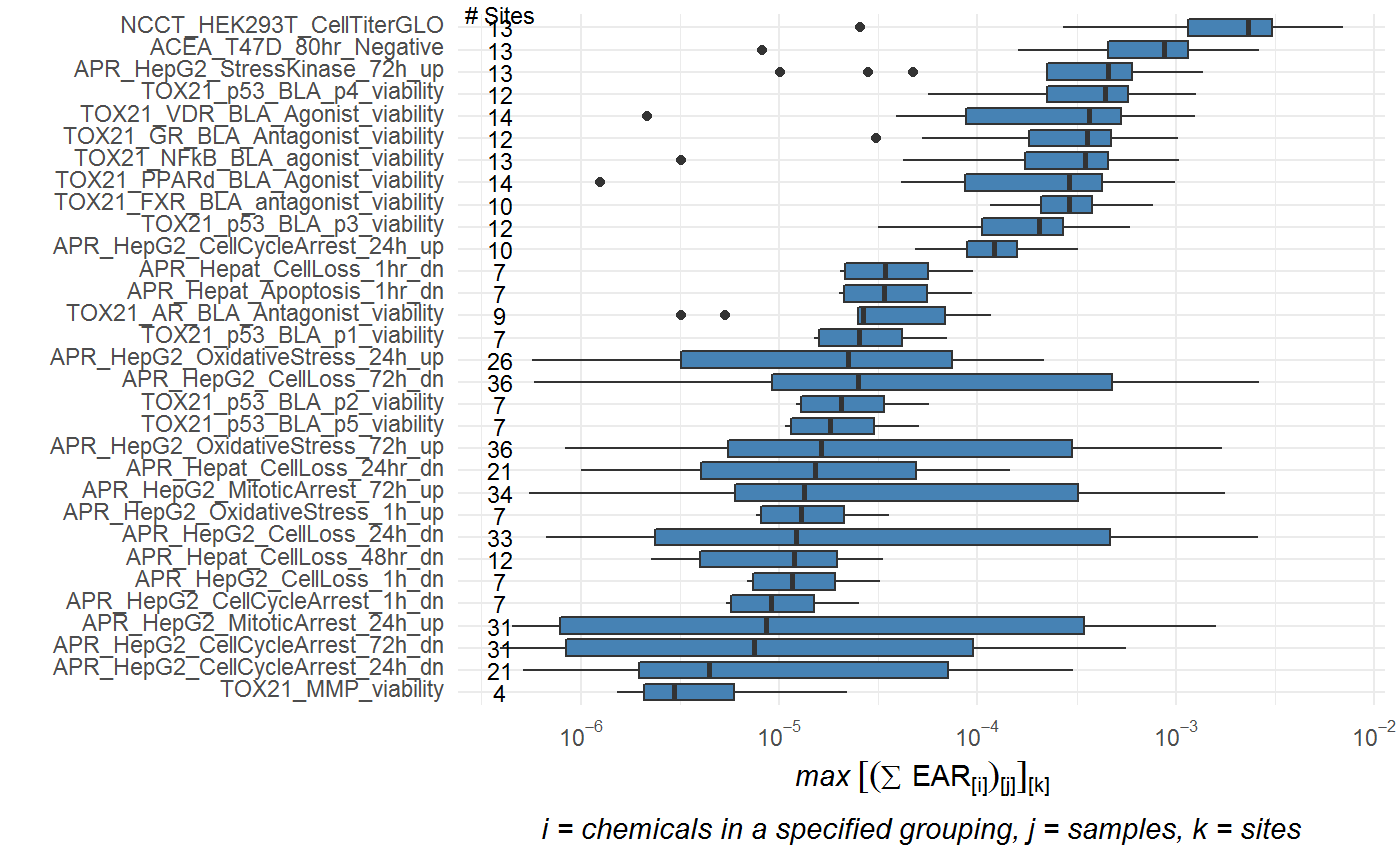 # Sites
NCCT_HEK293T_CellTiterGLO 13
ACEA_T47D_80hr_Negative 13
APR_HepG2_StressKinase_72h_up 13
TOX21_p53_BLA_p4_viability 12
TOX21_VDR_BLA_Agonist_viability 14
TOX21_GR_BLA_Antagonist_viability 12
TOX21_NFkB_BLA_agonist_viability 13
TOX21_PPARd_BLA_Agonist_viability 14
TOX21_FXR_BLA_antagonist_viability 10
TOX21_p53_BLA_p3_viability 12
APR_HepG2_CellCycleArrest_24h_up 10
APR_Hepat_CellLoss_1hr_dn 7
APR_Hepat_Apoptosis_1hr_dn 7
TOX21_AR_BLA_Antagonist_viability 9
TOX21_p53_BLA_p1_viability 7
APR_HepG2_OxidativeStress_24h_up 26
APR_HepG2_CellLoss_72h_dn 36
TOX21_p53_BLA_p2_viability 7
TOX21_p53_BLA_p5_viability 7
APR_HepG2_OxidativeStress_72h_up 36
APR_Hepat_CellLoss_24hr_dn 21
APR_HepG2_MitoticArrest_72h_up 34
APR_HepG2_OxidativeStress_1h_up 7
APR_HepG2_CellLoss_24h_dn 33
APR_Hepat_CellLoss_48hr_dn 12
APR_HepG2_CellLoss_1h_dn 7
APR_HepG2_CellCycleArrest_1h_dn 7
APR_HepG2_MitoticArrest_24h_up 31
APR_HepG2_CellCycleArrest_72h_dn 31
APR_HepG2_CellCycleArrest_24h_dn 21
TOX21_MMP_viability 4
10⁻⁶ 10⁻⁵ 10⁻⁴ 10⁻³ 10⁻²
max [(∑ EAR[i])[j]][k]
i = chemicals in a specified grouping, j = samples, k = sites